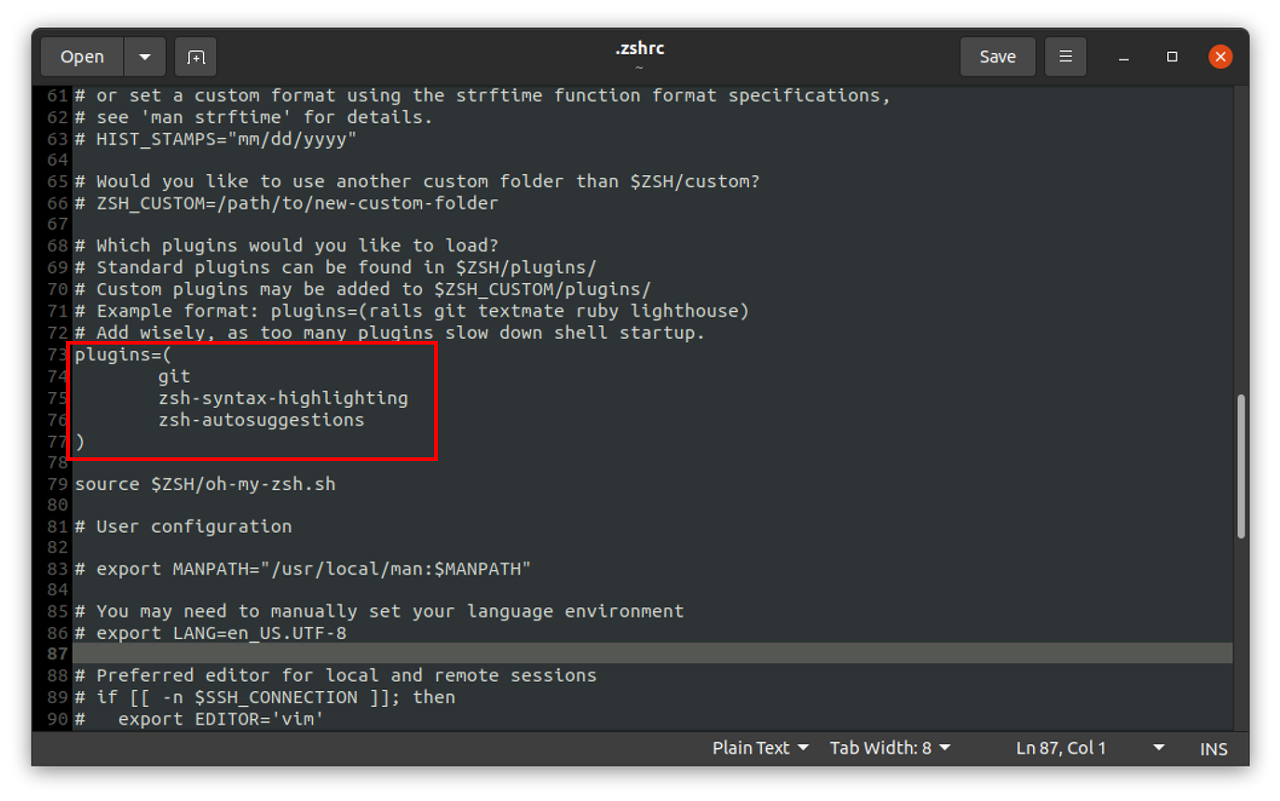 Open
.zshrc
~
Save
61 # or set a custom format using the strftime function format specifications,
62 # see 'man strftime' for details.
63 # HIST_STAMPS="mm/dd/yyyy"
64
65 # Would you like to use another custom folder than $ZSH/custom?
66 # ZSH_CUSTOM=/path/to/new-custom-folder
67
68 # Which plugins would you like to load?
69 # Standard plugins can be found in $ZSH/plugins/
70 # Custom plugins may be added to $ZSH_CUSTOM/plugins/
71 # Example format: plugins=(rails git textmate ruby lighthouse)
72 # Add wisely, as too many plugins slow down shell startup.
73 plugins=(
74         git
75         zsh-syntax-highlighting
76         zsh-autosuggestions
77 )
78
79 source $ZSH/oh-my-zsh.sh
80
81 # User configuration
82
83 # export MANPATH="/usr/local/man:$MANPATH"
84
85 # You may need to manually set your language environment
86 # export LANG=en_US.UTF-8
87
88 # Preferred editor for local and remote sessions
89 # if [[ -n $SSH_CONNECTION ]]; then
90 #   export EDITOR='vim'
Plain Text Tab Width: 8 Ln 87, Col 1 INS